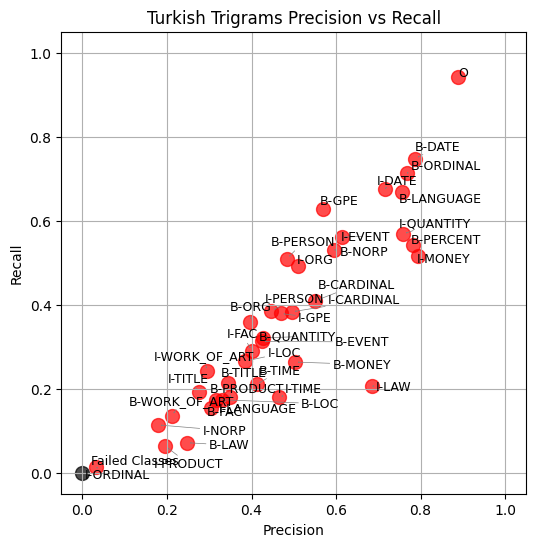 Turkish Trigrams Precision vs Recall
1.0
O
0.8
B-DATE
B-ORDINAL
I-DATE
B-LANGUAGE
B-GPE
0.6
I-QUANTITY
I-EVENT
B-PERCENT
B-PERSON
B-NORP
I-MONEY
I-ORG
B-CARDINAL
I-PERSON
I-CARDINAL
0.4
B-ORG
I-GPE
I-FAC
B-QUANTITY
B-EVENT
I-WORK_OF_ART
I-LOC
B-MONEY
B-TITLE
B-TIME
I-TITLE
B-PRODUCT
I-TIME
I-LAW
0.2
B-WORK_OF_ART
I-LANGUAGE
B-LOC
B-FAC
I-NORP
B-LAW
Failed Classes
I-PRODUCT
I-ORDINAL
0.0
0.0 0.2 0.4 0.6 0.8 1.0
Precision
Recall